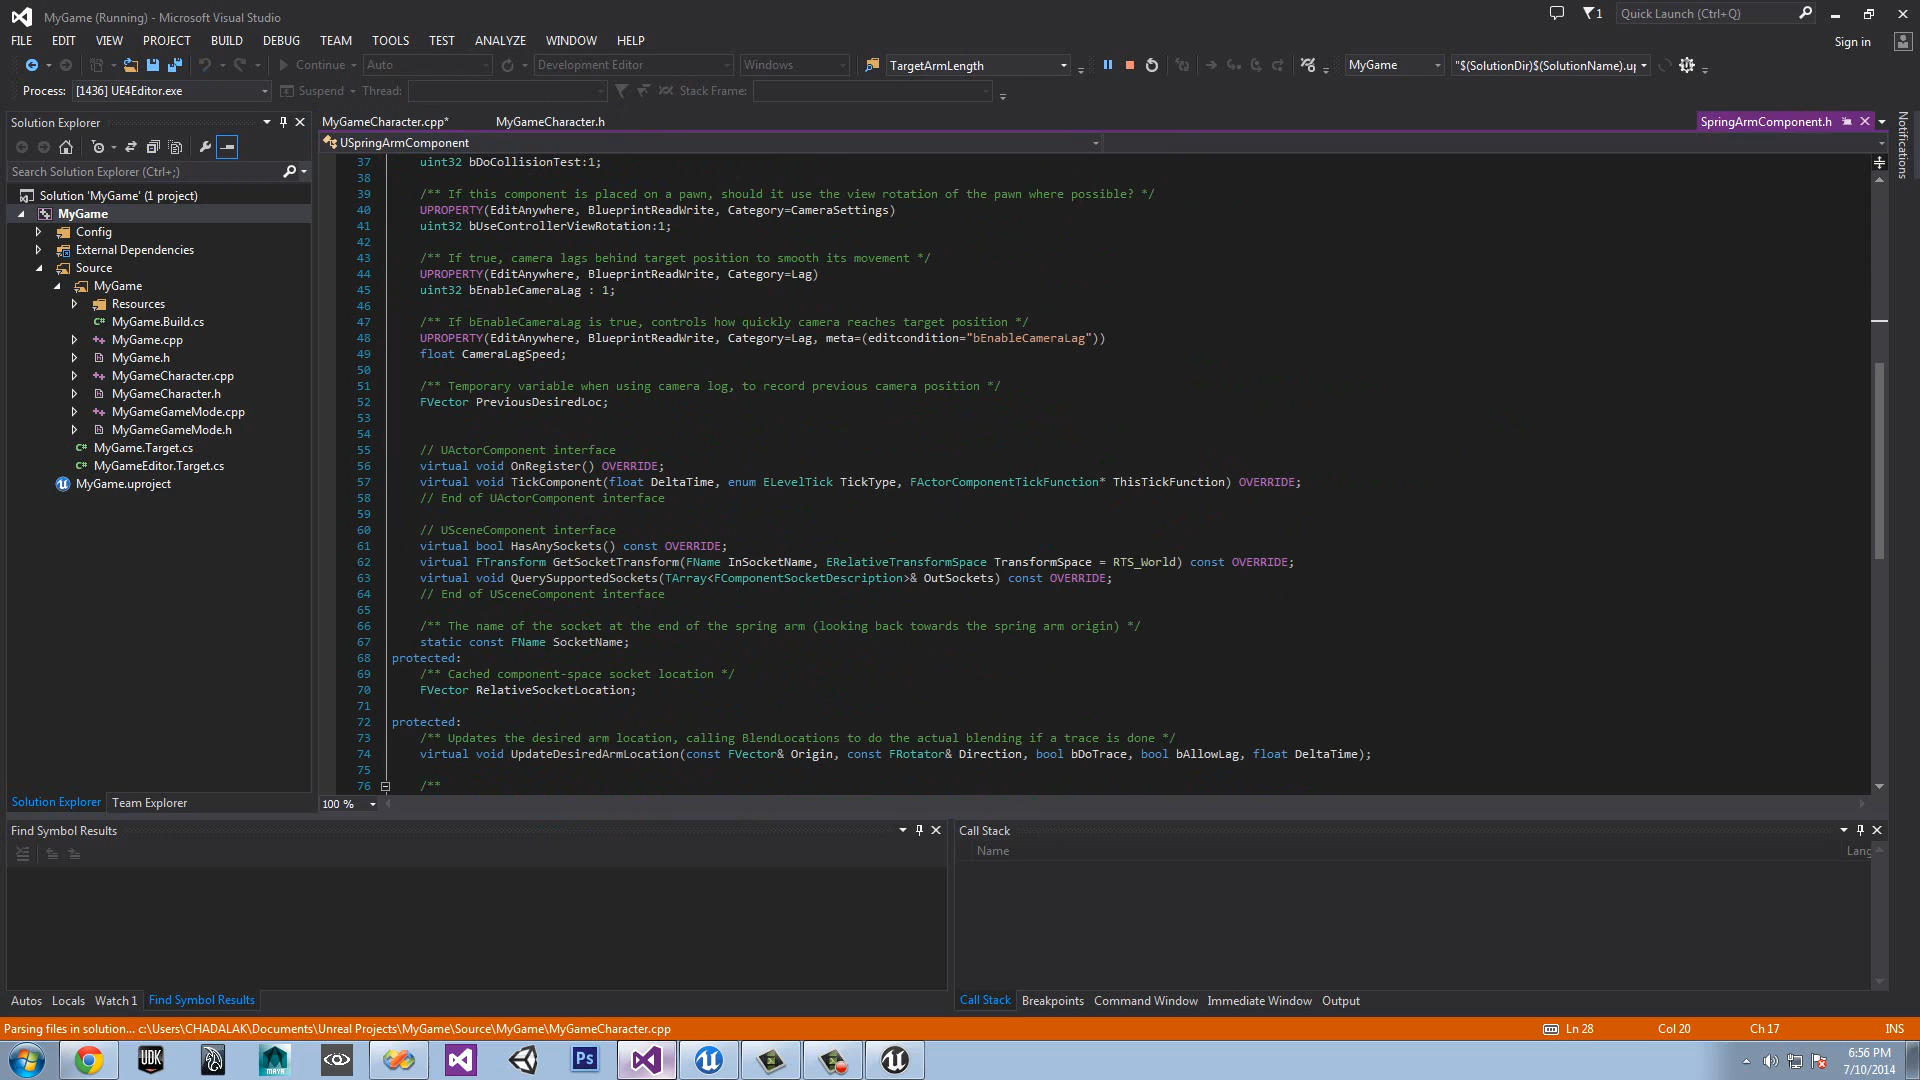 MyGame (Running) - Microsoft Visual Studio
1
Quick Launch (Ctrl+Q)
FILE EDIT VIEW PROJECT BUILD DEBUG TEAM TOOLS TEST ANALYZE WINDOW HELP
Sign in
Continue Auto Development Editor Windows TargetArmLength MyGame "$(SolutionDir)$(SolutionName).u
Process: [1436] UE4Editor.exe Suspend Thread: Stack Frame:
Solution Explorer
Search Solution Explorer (Ctrl+;)
Solution 'MyGame' (1 project)
MyGame
Config
External Dependencies
Source
MyGame
Resources
MyGame.Build.cs
MyGame.cpp
MyGame.h
MyGameCharacter.cpp
MyGameCharacter.h
MyGameGameMode.cpp
MyGameGameMode.h
MyGame.Target.cs
MyGameEditor.Target.cs
MyGame.uproject
Solution Explorer Team Explorer
MyGameCharacter.cpp* MyGameCharacter.h SpringArmComponent.h
Notifications
USpringArmComponent
37 uint32 bDoCollisionTest:1;
38
39 /** If this component is placed on a pawn, should it use the view rotation of the pawn where possible? */
40 UPROPERTY(EditAnywhere, BlueprintReadWrite, Category=CameraSettings)
41 uint32 bUseControllerViewRotation:1;
42
43 /** If true, camera lags behind target position to smooth its movement */
44 UPROPERTY(EditAnywhere, BlueprintReadWrite, Category=Lag)
45 uint32 bEnableCameraLag : 1;
46
47 /** If bEnableCameraLag is true, controls how quickly camera reaches target position */
48 UPROPERTY(EditAnywhere, BlueprintReadWrite, Category=Lag, meta=(editcondition="bEnableCameraLag"))
49 float CameraLagSpeed;
50
51 /** Temporary variable when using camera log, to record previous camera position */
52 FVector PreviousDesiredLoc;
53
54
55 // UActorComponent interface
56 virtual void OnRegister() OVERRIDE;
57 virtual void TickComponent(float DeltaTime, enum ELevelTick TickType, FActorComponentTickFunction* ThisTickFunction) OVERRIDE;
58 // End of UActorComponent interface
59
60 // USceneComponent interface
61 virtual bool HasAnySockets() const OVERRIDE;
62 virtual FTransform GetSocketTransform(FName InSocketName, ERelativeTransformSpace TransformSpace = RTS_World) const OVERRIDE;
63 virtual void QuerySupportedSockets(TArray<FComponentSocketDescription>& OutSockets) const OVERRIDE;
64 // End of USceneComponent interface
65
66 /** The name of the socket at the end of the spring arm (looking back towards the spring arm origin) */
67 static const FName SocketName;
68 protected:
69 /** Cached component-space socket location */
70 FVector RelativeSocketLocation;
71
72 protected:
73 /** Updates the desired arm location, calling BlendLocations to do the actual blending if a trace is done */
74 virtual void UpdateDesiredArmLocation(const FVector& Origin, const FRotator& Direction, bool bDoTrace, bool bAllowLag, float DeltaTime);
75
76 /**
100 %
Find Symbol Results
Autos Locals Watch 1 Find Symbol Results
Call Stack
Name Lang
Call Stack Breakpoints Command Window Immediate Window Output
Parsing files in solution... c:\Users\CHADALAK\Documents\Unreal Projects\MyGame\Source\MyGame\MyGameCharacter.cpp Ln 28 Col 20 Ch 17 INS
UDK MAYA Ps
6:56 PM
7/10/2014